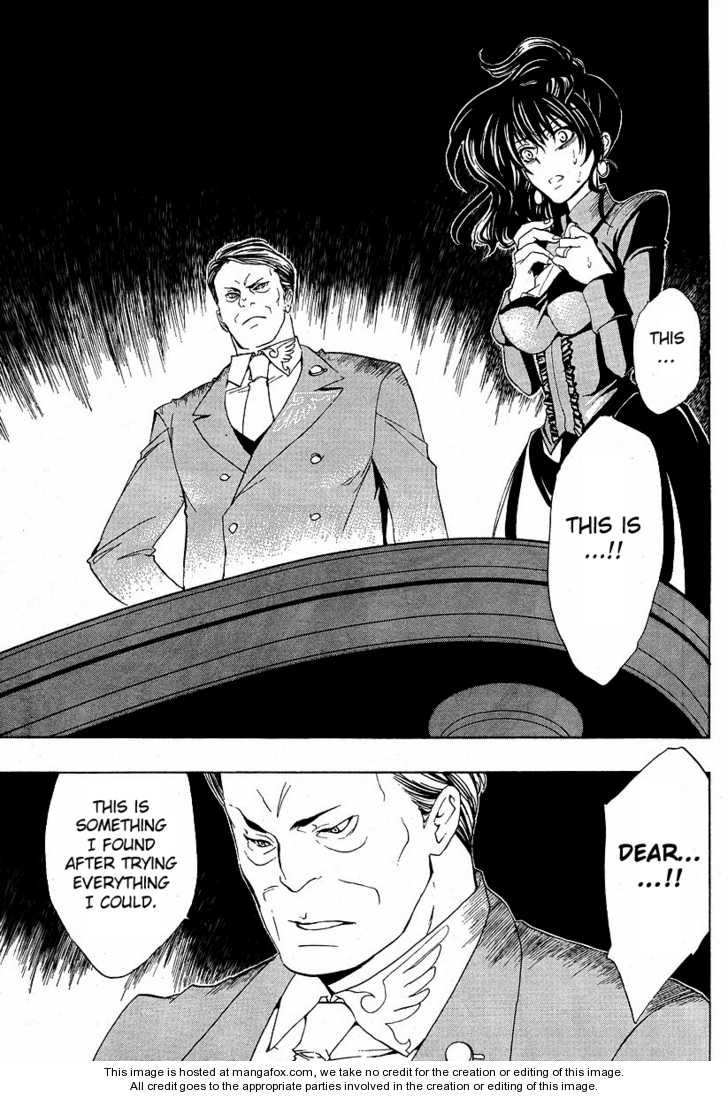 THIS
...
THIS IS
...!!
DEAR...
...!!
THIS IS
SOMETHING
I FOUND
AFTER TRYING
EVERYTHING
I COULD.
This image is hosted at mangafox.com, we take no credit for the creation or editing of this image.
All credit goes to the appropriate parties involved in the creation or editing of this image.